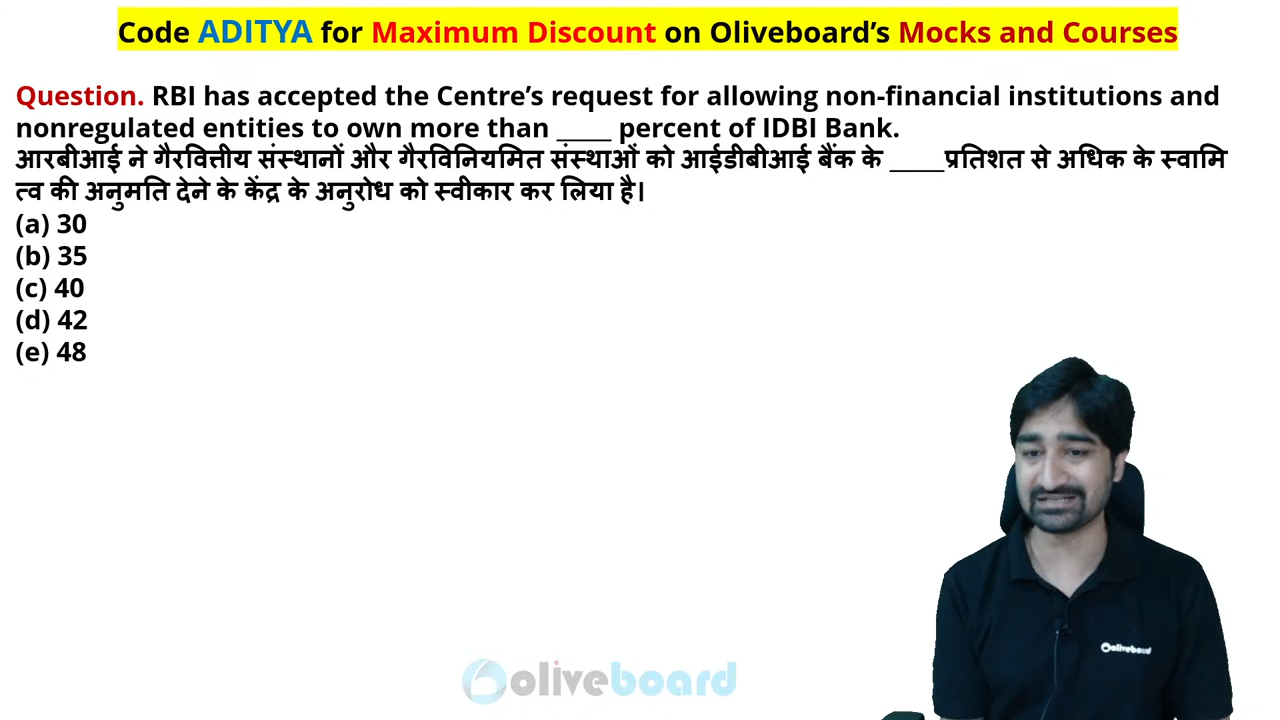 Code ADITYA for Maximum Discount on Oliveboard’s Mocks and Courses
Question. RBI has accepted the Centre’s request for allowing non-financial institutions and
nonregulated entities to own more than _____ percent of IDBI Bank.
आरबीआई ने गैरवित्तीय संस्थानों और गैरविनियमित संस्थाओं को आईडीबीआई बैंक के _____प्रतिशत से अधिक के स्वामि
त्व की अनुमति देने के केंद्र के अनुरोध को स्वीकार कर लिया है।
(a) 30
(b) 35
(c) 40
(d) 42
(e) 48
oliveboard
oliveboard